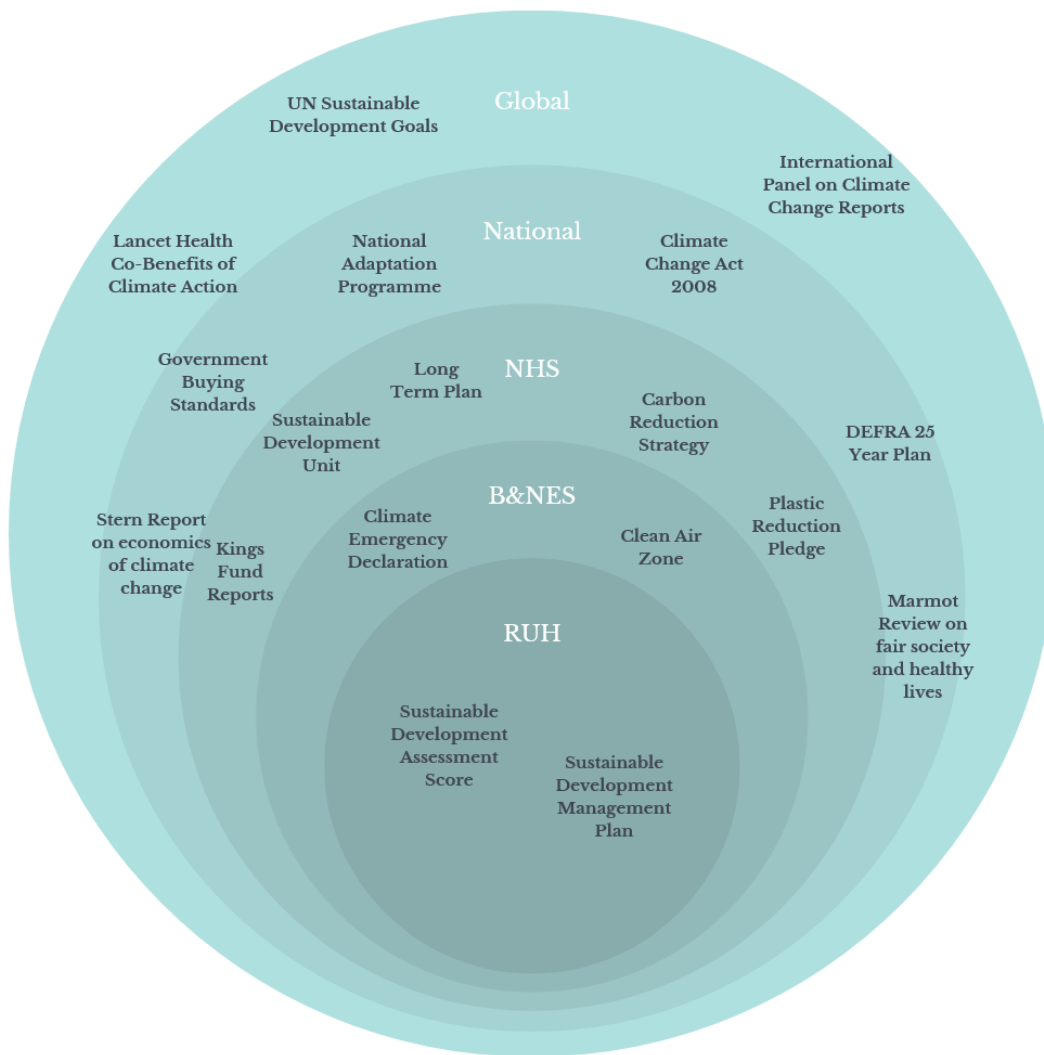 Global
UN Sustainable
Development Goals
International
Panel on Climate
Change Reports
Lancet Health
Co-Benefits of
Climate Action
National
National
Adaptation
Programme
Climate
Change Act
2008
Government
Buying
Standards
DEFRA 25
Year Plan
Stern Report
on economics
of climate
change
Marmot
Review on
fair society
and healthy
lives
NHS
Long
Term Plan
Sustainable
Development
Unit
Carbon
Reduction
Strategy
Kings
Fund
Reports
Plastic
Reduction
Pledge
B&NES
Climate
Emergency
Declaration
Clean Air
Zone
RUH
Sustainable
Development
Assessment
Score
Sustainable
Development
Management
Plan